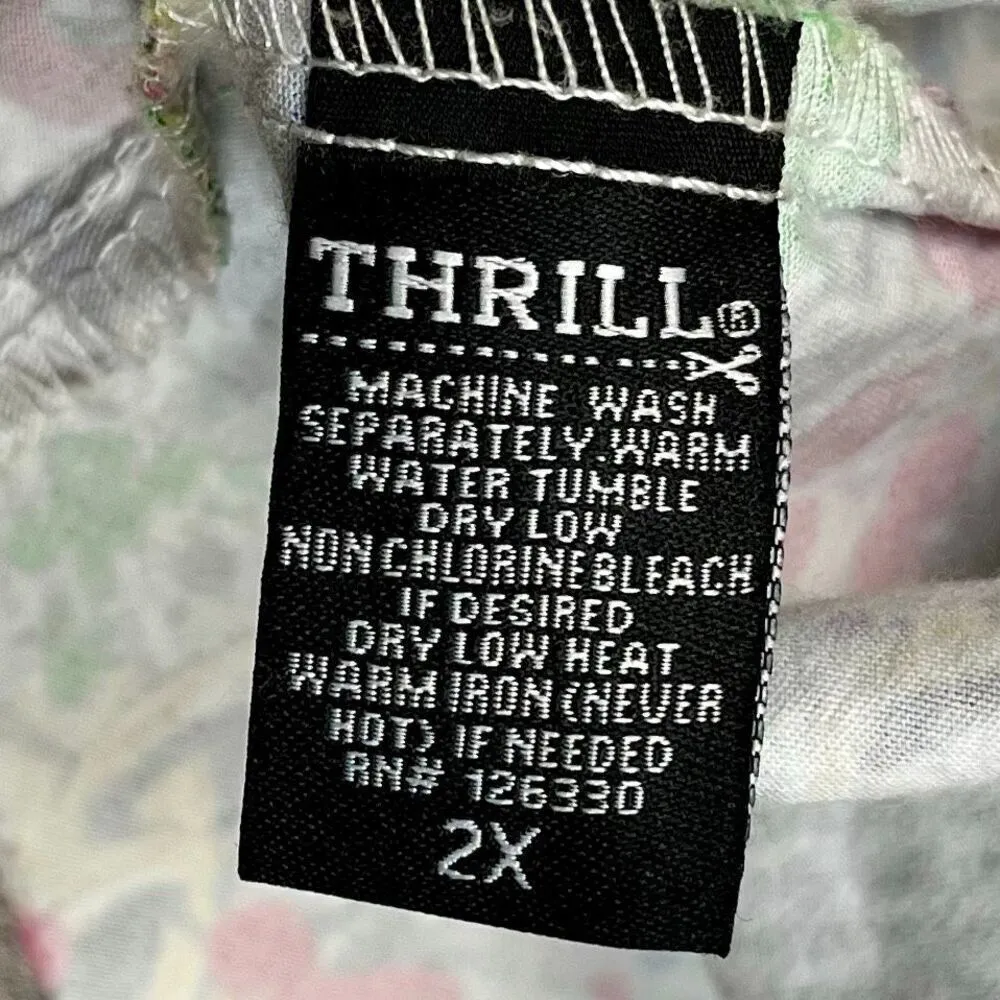 THRILL®
MACHINE WASH
SEPARATELY.WARM
WATER TUMBLE
DRY LOW
NON CHLORINE BLEACH
IF DESIRED
DRY LOW HEAT
WARM IRON (NEVER
HOT) IF NEEDED
RN# 126330
2X